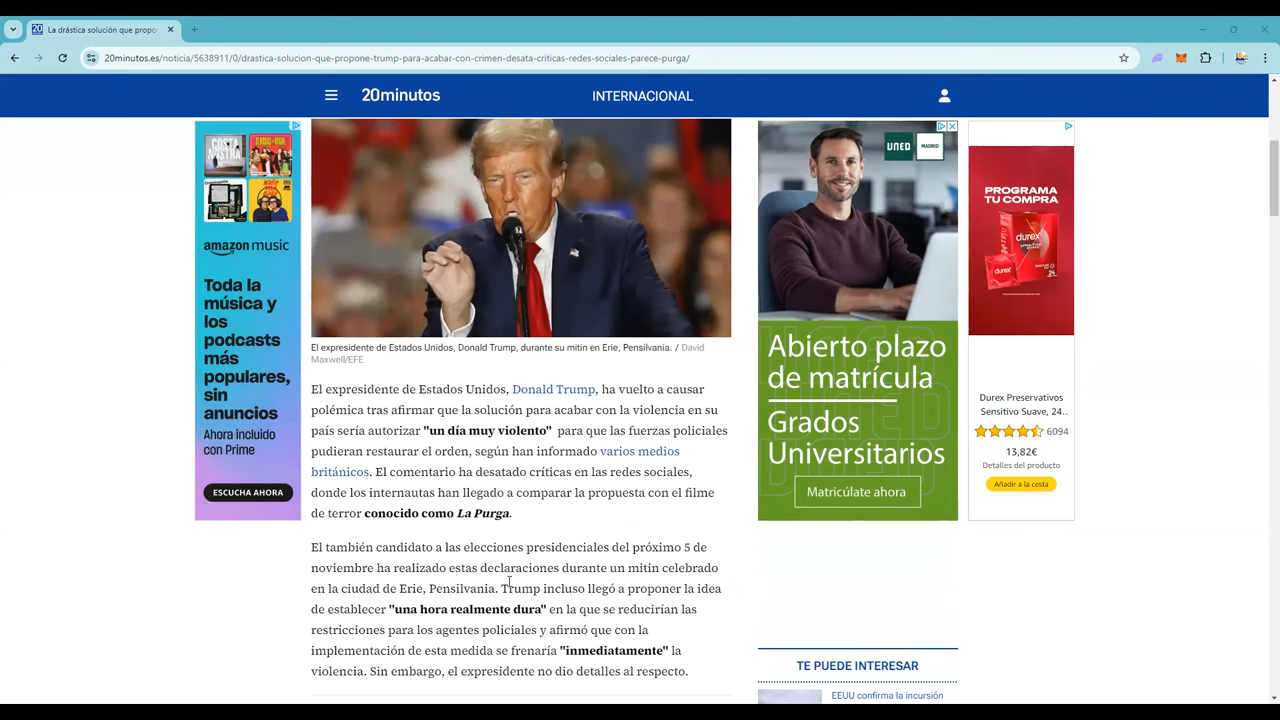 20
La drástica solución que propo
20minutos.es/noticia/5638911/0/drastica-solucion-que-propone-trump-para-acabar-con-crimen-desata-criticas-redes-sociales-parece-purga/
20minutos
INTERNACIONAL
COSTA
NOSTRA
amazon music
Toda la
música y
los
podcasts
más
populares,
sin
anuncios
Ahora incluido
con Prime
ESCUCHA AHORA
El expresidente de Estados Unidos, Donald Trump, durante su mitin en Erie, Pensilvania. / David
Maxwell/EFE
El expresidente de Estados Unidos, Donald Trump, ha vuelto a causar
polémica tras afirmar que la solución para acabar con la violencia en su
país sería autorizar "un día muy violento" para que las fuerzas policiales
pudieran restaurar el orden, según han informado varios medios
británicos. El comentario ha desatado críticas en las redes sociales,
donde los internautas han llegado a comparar la propuesta con el filme
de terror conocido como La Purga.
El también candidato a las elecciones presidenciales del próximo 5 de
noviembre ha realizado estas declaraciones durante un mitin celebrado
en la ciudad de Erie, Pensilvania. Trump incluso llegó a proponer la idea
de establecer "una hora realmente dura" en la que se reducirían las
restricciones para los agentes policiales y afirmó que con la
implementación de esta medida se frenaría "inmediatamente" la
violencia. Sin embargo, el expresidente no dio detalles al respecto.
UNED
MADRID
Abierto plazo
de matrícula
Grados
Universitarios
Matricúlate ahora
TE PUEDE INTERESAR
EEUU confirma la incursión
PROGRAMA
TU COMPRA
durex
Durex Preservativos
Sensitivo Suave, 24..
6094
13,82€
Detalles del producto
Añadir a la cesta